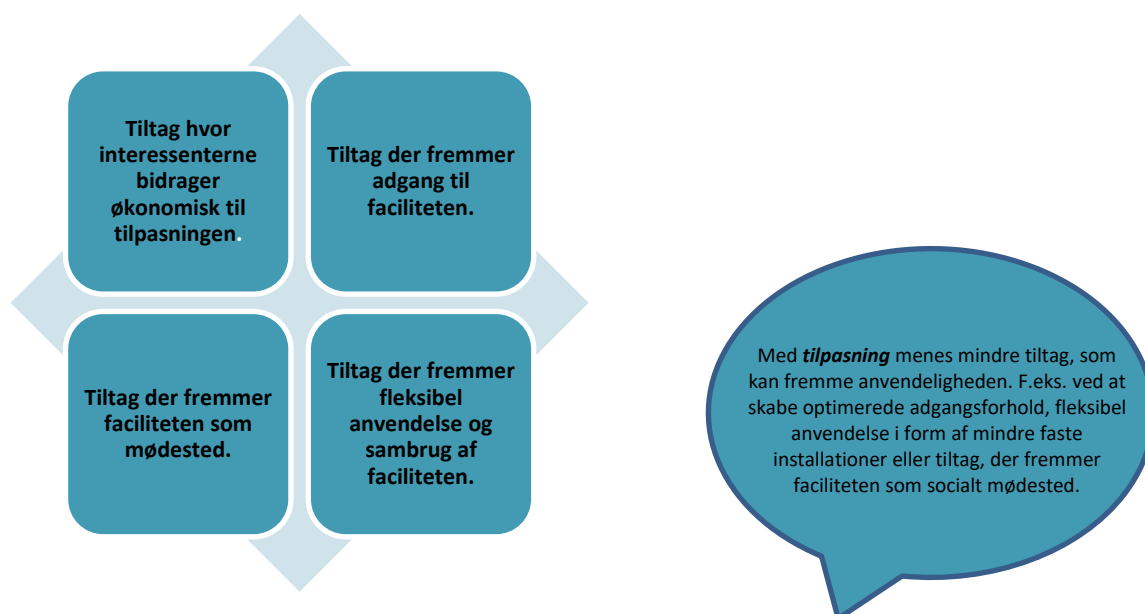 Tiltag hvor
interessenterne
bidrager
økonomisk til
tilpasningen.
Tiltag der fremmer
adgang til
faciliteten.
Tiltag der fremmer
faciliteten som
mødested.
Tiltag der fremmer
fleksibel
anvendelse og
sambrug af
faciliteten.
Med tilpasning menes mindre tiltag, som
kan fremme anvendeligheden. F.eks. ved at
skabe optimerede adgangsforhold, fleksibel
anvendelse i form af mindre faste
installationer eller tiltag, der fremmer
faciliteten som socialt mødested.